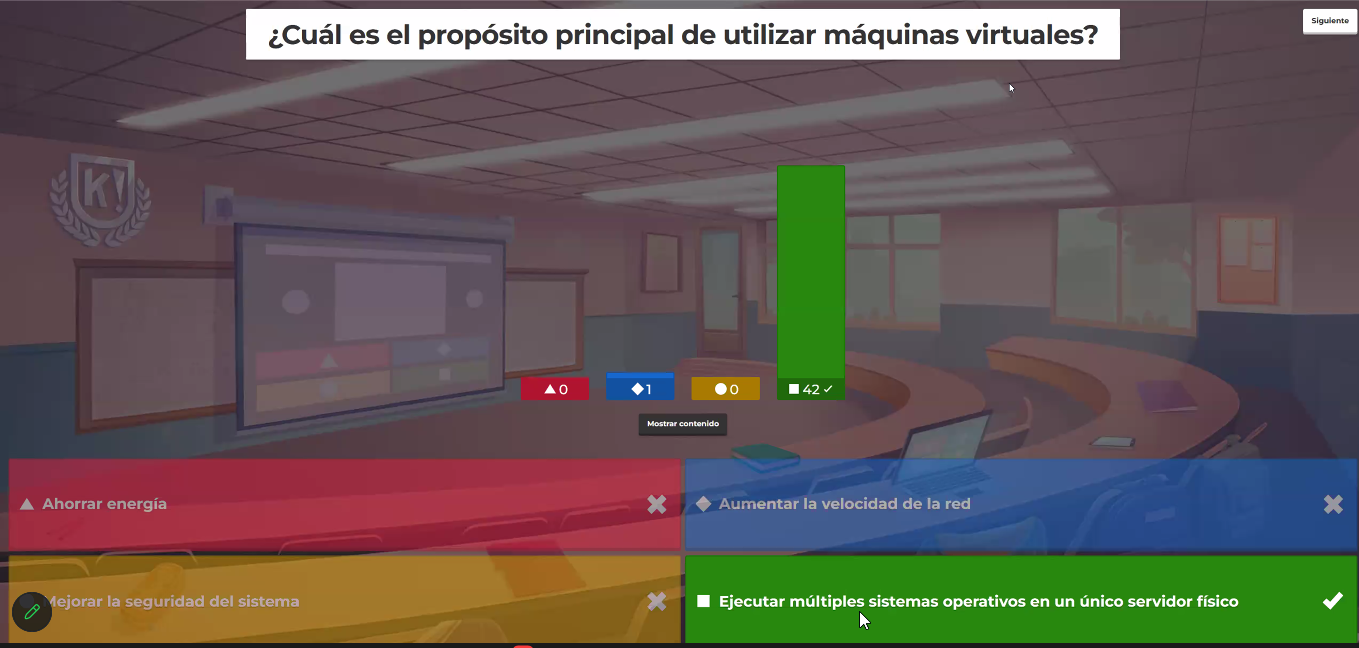 ¿Cuál es el propósito principal de utilizar máquinas virtuales?
Siguiente
K!
0
1
0
42
Mostrar contenido
Ahorrar energía
Aumentar la velocidad de la red
Mejorar la seguridad del sistema
Ejecutar múltiples sistemas operativos en un único servidor físico